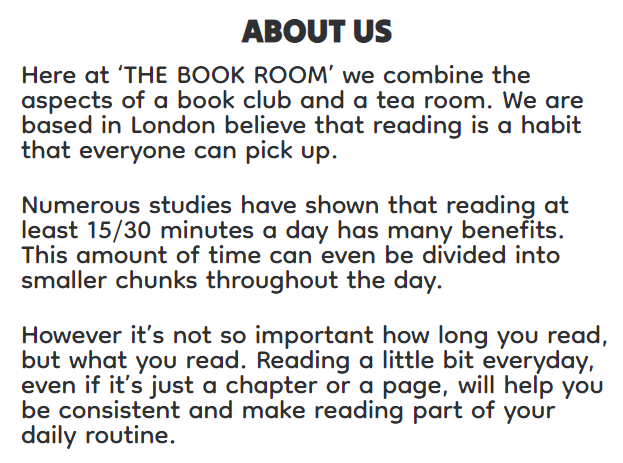 ABOUT US
Here at ‘THE BOOK ROOM’ we combine the
aspects of a book club and a tea room. We are
based in London believe that reading is a habit
that everyone can pick up.
Numerous studies have shown that reading at
least 15/30 minutes a day has many benefits.
This amount of time can even be divided into
smaller chunks throughout the day.
However it’s not so important how long you read,
but what you read. Reading a little bit everyday,
even if it’s just a chapter or a page, will help you
be consistent and make reading part of your
daily routine.